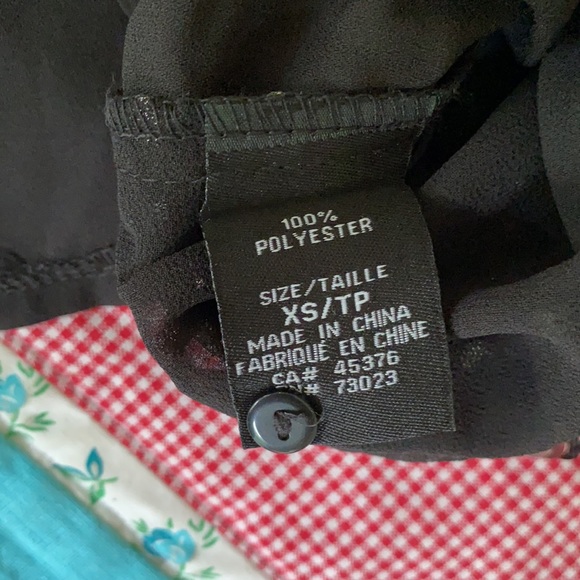 100%
POLYESTER
SIZE/TAILLE
XS/TP
MADE IN CHINA
FABRIQUÉ EN CHINE
CA# 45376
# 73023